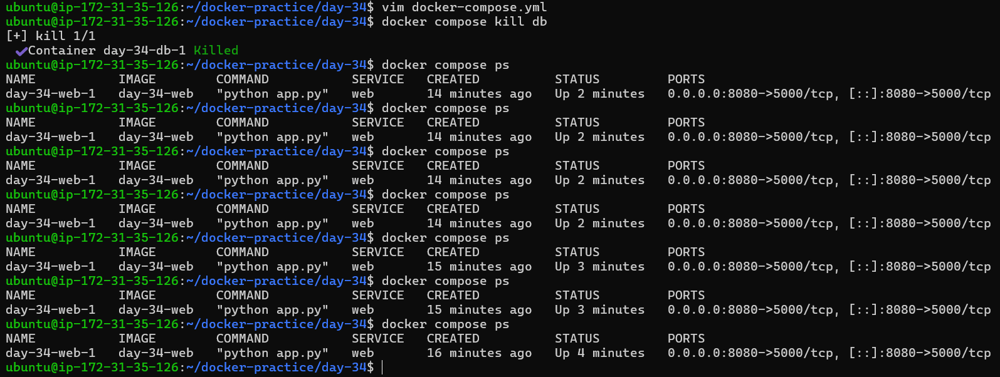 ubuntu@ip-172-31-35-126:~/docker-practice/day-34$ vim docker-compose.yml
ubuntu@ip-172-31-35-126:~/docker-practice/day-34$ docker compose kill db
[+] kill 1/1
✔Container day-34-db-1 Killed
ubuntu@ip-172-31-35-126:~/docker-practice/day-34$ docker compose ps
NAME IMAGE COMMAND SERVICE CREATED STATUS PORTS
day-34-web-1 day-34-web "python app.py" web 14 minutes ago Up 2 minutes 0.0.0.0:8080->5000/tcp, [::]:8080->5000/tcp
ubuntu@ip-172-31-35-126:~/docker-practice/day-34$ docker compose ps
NAME IMAGE COMMAND SERVICE CREATED STATUS PORTS
day-34-web-1 day-34-web "python app.py" web 14 minutes ago Up 2 minutes 0.0.0.0:8080->5000/tcp, [::]:8080->5000/tcp
ubuntu@ip-172-31-35-126:~/docker-practice/day-34$ docker compose ps
NAME IMAGE COMMAND SERVICE CREATED STATUS PORTS
day-34-web-1 day-34-web "python app.py" web 14 minutes ago Up 2 minutes 0.0.0.0:8080->5000/tcp, [::]:8080->5000/tcp
ubuntu@ip-172-31-35-126:~/docker-practice/day-34$ docker compose ps
NAME IMAGE COMMAND SERVICE CREATED STATUS PORTS
day-34-web-1 day-34-web "python app.py" web 14 minutes ago Up 2 minutes 0.0.0.0:8080->5000/tcp, [::]:8080->5000/tcp
ubuntu@ip-172-31-35-126:~/docker-practice/day-34$ docker compose ps
NAME IMAGE COMMAND SERVICE CREATED STATUS PORTS
day-34-web-1 day-34-web "python app.py" web 15 minutes ago Up 3 minutes 0.0.0.0:8080->5000/tcp, [::]:8080->5000/tcp
ubuntu@ip-172-31-35-126:~/docker-practice/day-34$ docker compose ps
NAME IMAGE COMMAND SERVICE CREATED STATUS PORTS
day-34-web-1 day-34-web "python app.py" web 15 minutes ago Up 3 minutes 0.0.0.0:8080->5000/tcp, [::]:8080->5000/tcp
ubuntu@ip-172-31-35-126:~/docker-practice/day-34$ docker compose ps
NAME IMAGE COMMAND SERVICE CREATED STATUS PORTS
day-34-web-1 day-34-web "python app.py" web 16 minutes ago Up 4 minutes 0.0.0.0:8080->5000/tcp, [::]:8080->5000/tcp
ubuntu@ip-172-31-35-126:~/docker-practice/day-34$